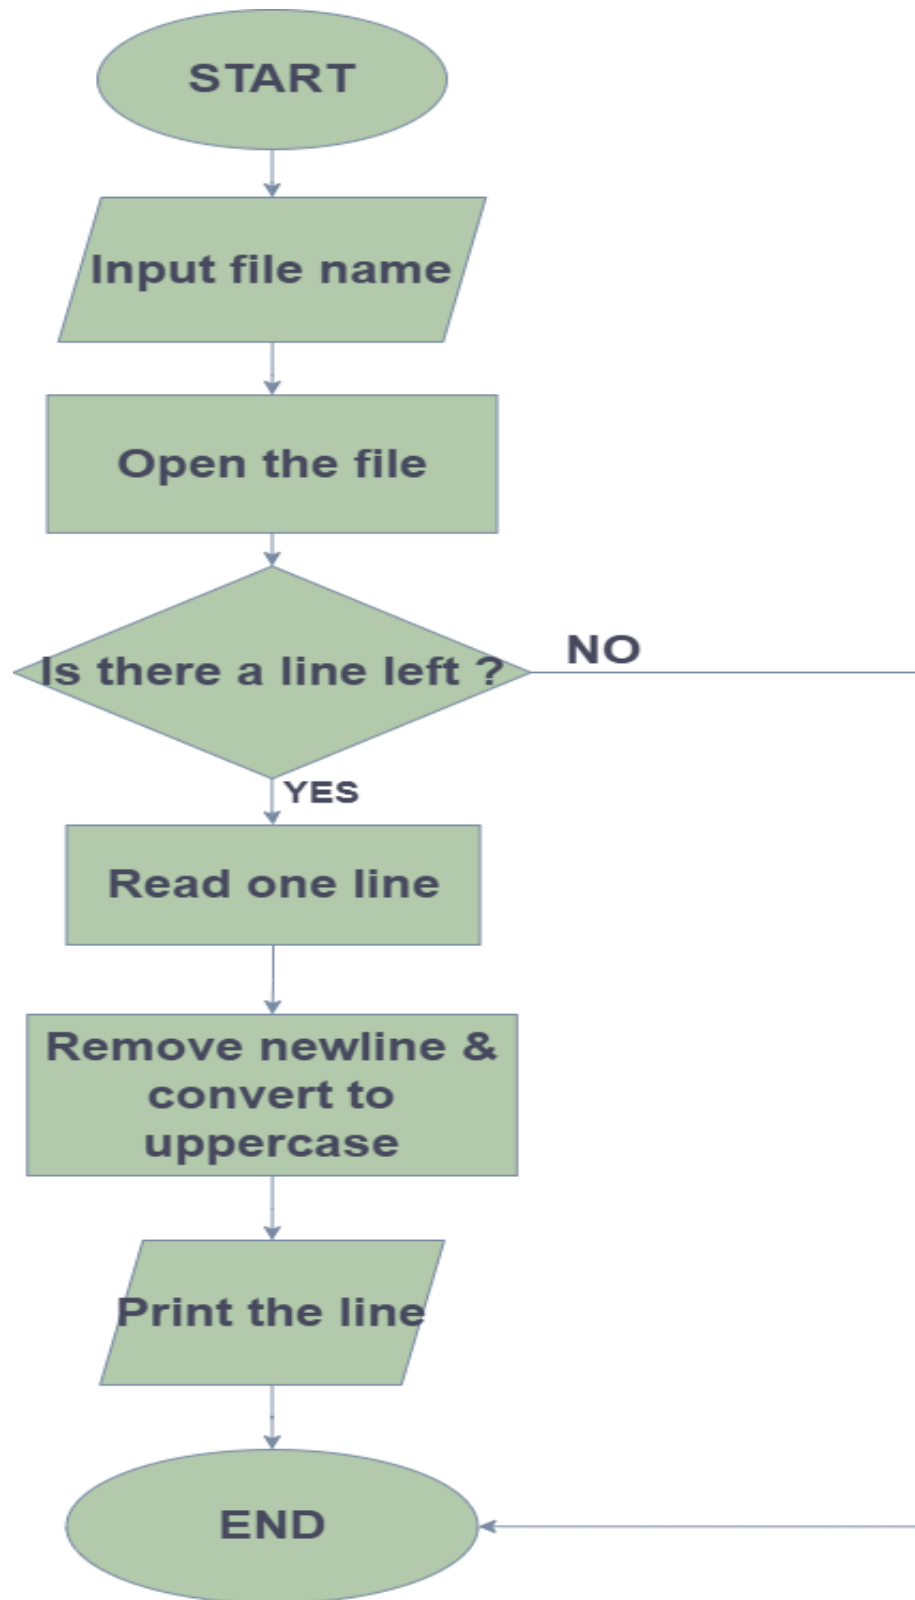 START
Input file name
Open the file
Is there a line left ?
NO
YES
Read one line
Remove newline &
convert to
uppercase
Print the line
END